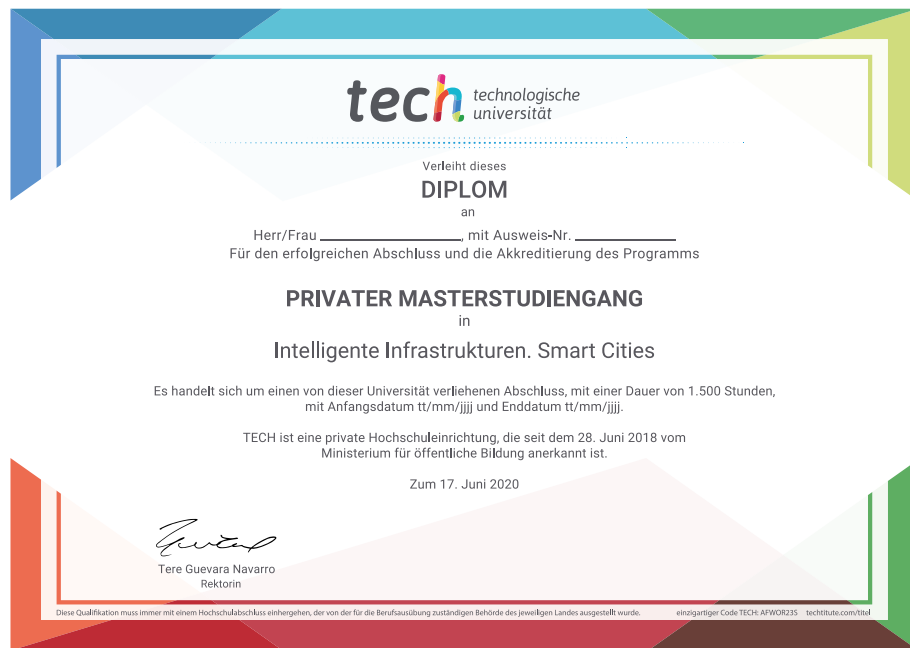 tech technologische
universität
Verleiht dieses
DIPLOM
an
Herr/Frau ________________, mit Ausweis-Nr. ____________
Für den erfolgreichen Abschluss und die Akkreditierung des Programms
PRIVATER MASTERSTUDIENGANG
in
Intelligente Infrastrukturen. Smart Cities
Es handelt sich um einen von dieser Universität verliehenen Abschluss, mit einer Dauer von 1.500 Stunden,
mit Anfangsdatum tt/mm/jjjj und Enddatum tt/mm/jjjj.
TECH ist eine private Hochschuleinrichtung, die seit dem 28. Juni 2018 vom
Ministerium für öffentliche Bildung anerkannt ist.
Zum 17. Juni 2020
Tere Guevara Navarro
Rektorin
Diese Qualifikation muss immer mit einem Hochschulabschluss einhergehen, der von der für die Berufsausübung zuständigen Behörde des jeweiligen Landes ausgestellt wurde. einzigartiger Code TECH: AFWOR23S techtitute.com/titel